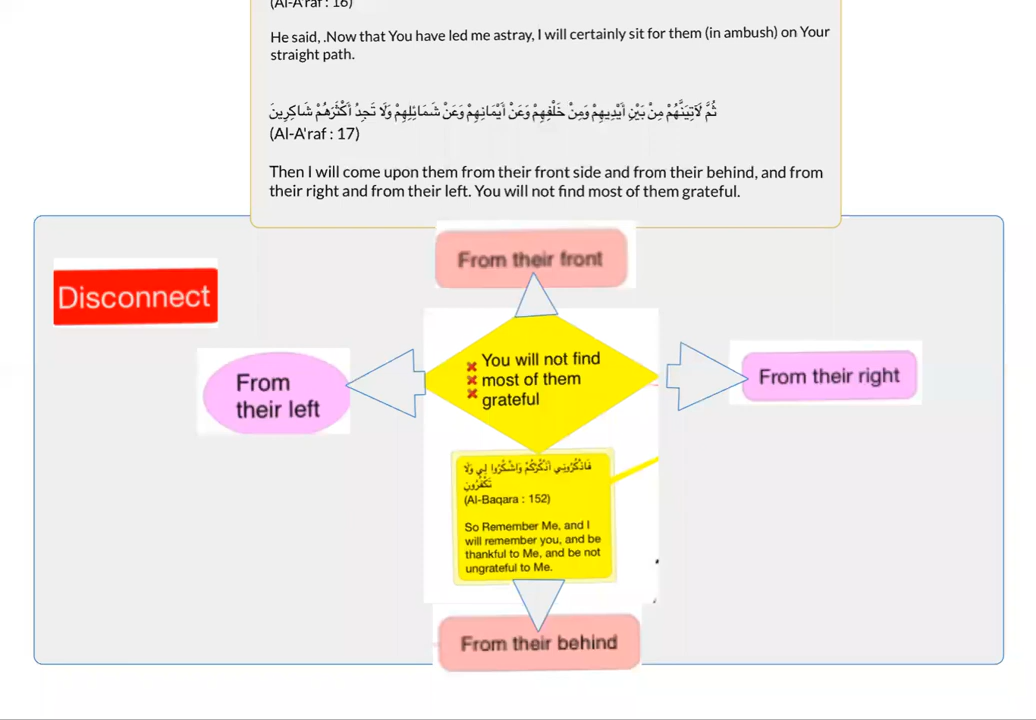 (Al-A'raf : 16)
He said, .Now that You have led me astray, I will certainly sit for them (in ambush) on Your
straight path.
ثُمَّ لَآتِيَنَّهُمْ مِنْ بَيْنِ أَيْدِيهِمْ وَمِنْ خَلْفِهِمْ وَعَنْ أَيْمَانِهِمْ وَعَنْ شَمَائِلِهِمْ وَلَا تَجِدُ أَكْثَرَهُمْ شَاكِرِينَ
(Al-A'raf : 17)
Then I will come upon them from their front side and from their behind, and from
their right and from their left. You will not find most of them grateful.
From their front
Disconnect
You will not find
most of them
grateful
From
their left
From their right
فَاذْكُرُونِي أَذْكُرْكُمْ وَاشْكُرُوا لِي وَلَا
تَكْفُرُونِ
(Al-Baqara : 152)
So Remember Me, and I
will remember you, and be
thankful to Me, and be not
ungrateful to Me.
From their behind